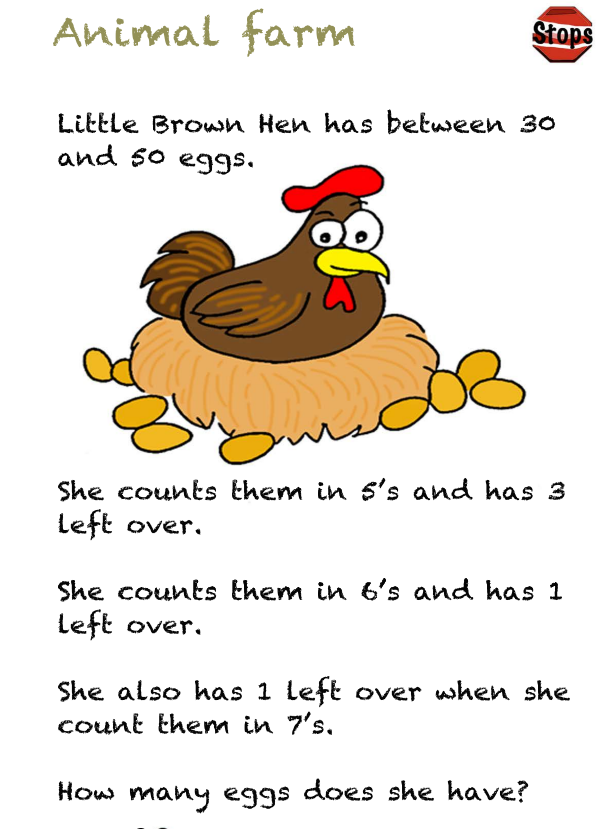 Animal farm
Stops
Little Brown Hen has between 30
and 50 eggs.
She counts them in 5's and has 3
left over.
She counts them in 6's and has 1
left over.
She also has 1 left over when she
count them in 7's.
How many eggs does she have?